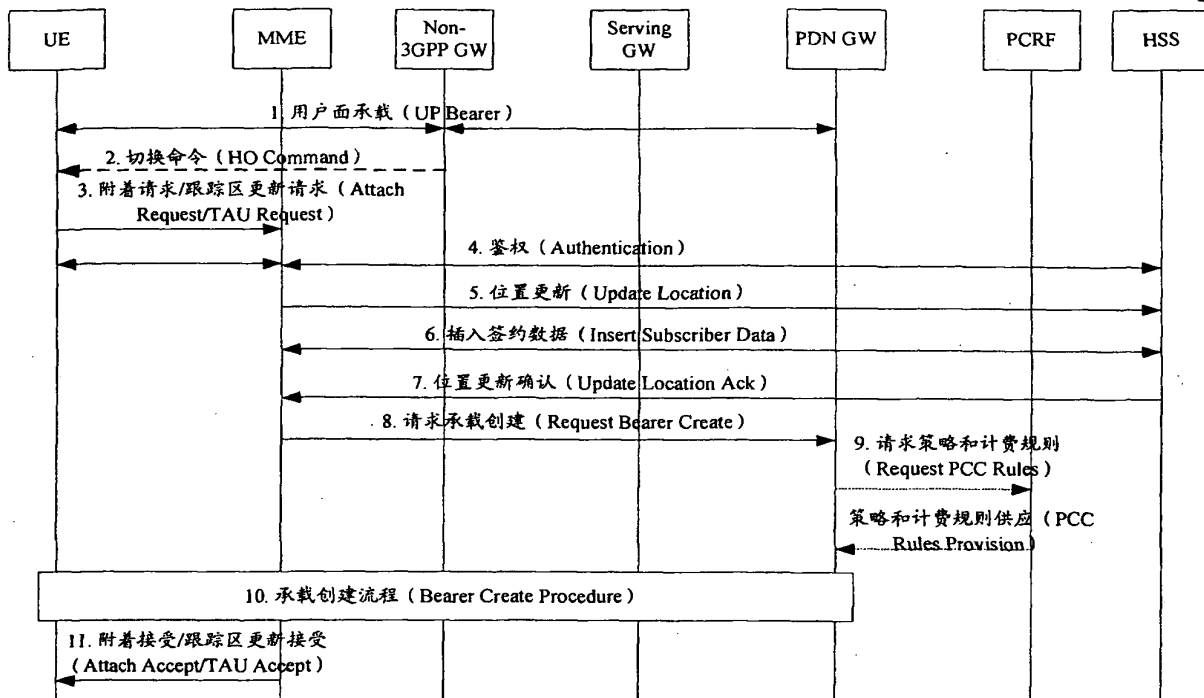 UE
MME
Non-
3GPP GW
Serving
GW
PDN GW
PCRF
HSS
1. 用户面承载（UP Bearer）
2. 切换命令（HO Command）
3. 附着请求/跟踪区更新请求（Attach
Request/TAU Request）
4. 鉴权（Authentication）
5. 位置更新（Update Location）
6. 插入签约数据（Insert Subscriber Data）
7. 位置更新确认（Update Location Ack）
8. 请求承载创建（Request Bearer Create）
9. 请求策略和计费规则
（Request PCC Rules）
策略和计费规则供应（PCC
Rules Provision）
10. 承载创建流程（Bearer Create Procedure）
11. 附着接受/跟踪区更新接受
（Attach Accept/TAU Accept）